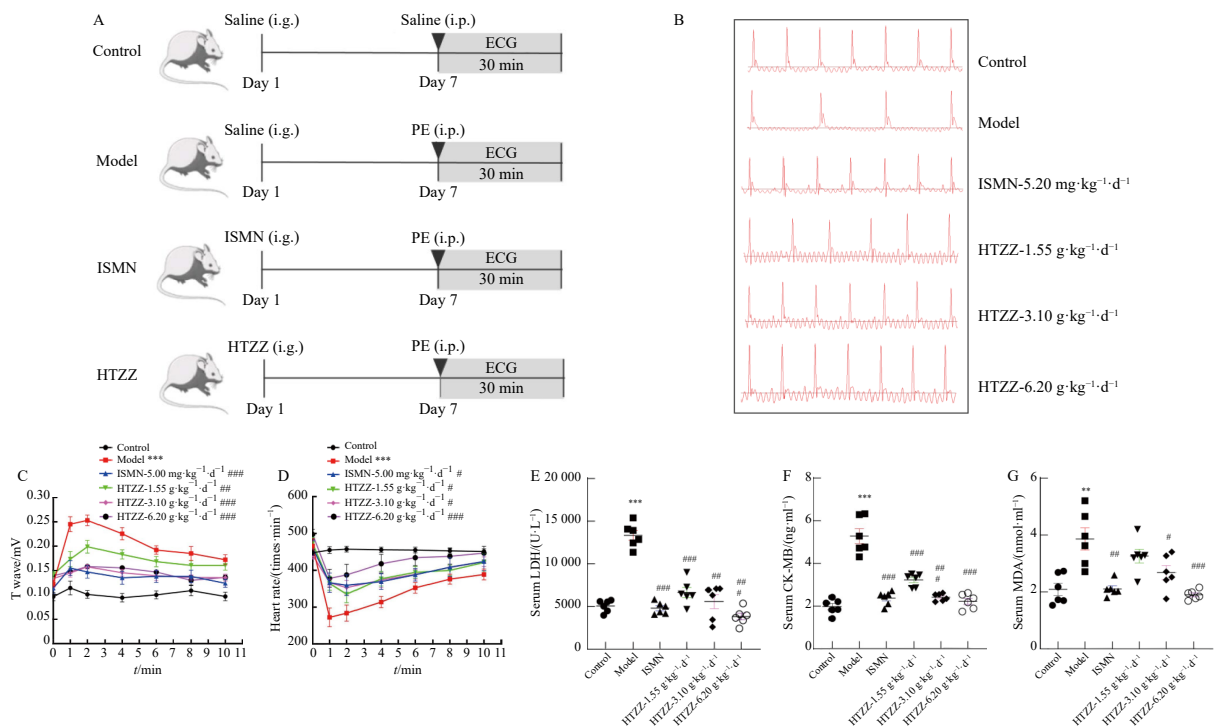 A
Saline (i.g.)
Saline (i.p.)
Control
ECG
30 min
Day 1
Day 7
Saline (i.g.)
PE (i.p.)
Model
ECG
30 min
Day 1
Day 7
ISMN (i.g.)
PE (i.p.)
ISMN
ECG
30 min
Day 1
Day 7
HTZZ (i.g.)
PE (i.p.)
HTZZ
ECG
30 min
Day 1
Day 7
B
Control
Model
ISMN-5.20 mg·kg⁻¹·d⁻¹
HTZZ-1.55 g·kg⁻¹·d⁻¹
HTZZ-3.10 g·kg⁻¹·d⁻¹
HTZZ-6.20 g·kg⁻¹·d⁻¹
C
Control
Model ***
ISMN-5.00 mg·kg⁻¹·d⁻¹ ###
HTZZ-1.55 g·kg⁻¹·d⁻¹ ##
HTZZ-3.10 g·kg⁻¹·d⁻¹ ###
HTZZ-6.20 g·kg⁻¹·d⁻¹ ###
T wave/mV
0.30
0.25
0.20
0.15
0.10
0.05
0
0 1 2 3 4 5 6 7 8 9 10 11
t/min
D
Control
Model ***
ISMN-5.00 mg·kg⁻¹·d⁻¹ #
HTZZ-1.55 g·kg⁻¹·d⁻¹ #
HTZZ-3.10 g·kg⁻¹·d⁻¹ #
HTZZ-6.20 g·kg⁻¹·d⁻¹ ###
Heart rate/(times·min⁻¹)
600
500
400
300
200
0 1 2 3 4 5 6 7 8 9 10 11
t/min
E
Serum LDH/(U·L⁻¹)
20 000
15 000
10 000
5000
0
***
###
###
##
##
#
Control
Model
ISMN
HTZZ-1.55 g·kg⁻¹·d⁻¹
HTZZ-3.10 g·kg⁻¹·d⁻¹
HTZZ-6.20 g·kg⁻¹·d⁻¹
F
Serum CK-MB/(ng·ml⁻¹)
8
6
4
2
0
***
###
###
##
#
###
Control
Model
ISMN
HTZZ-1.55 g·kg⁻¹·d⁻¹
HTZZ-3.10 g·kg⁻¹·d⁻¹
HTZZ-6.20 g·kg⁻¹·d⁻¹
G
Serum MDA/(nmol·ml⁻¹)
6
4
2
0
**
##
#
###
Control
Model
ISMN
HTZZ-1.55 g·kg⁻¹·d⁻¹
HTZZ-3.10 g·kg⁻¹·d⁻¹
HTZZ-6.20 g·kg⁻¹·d⁻¹